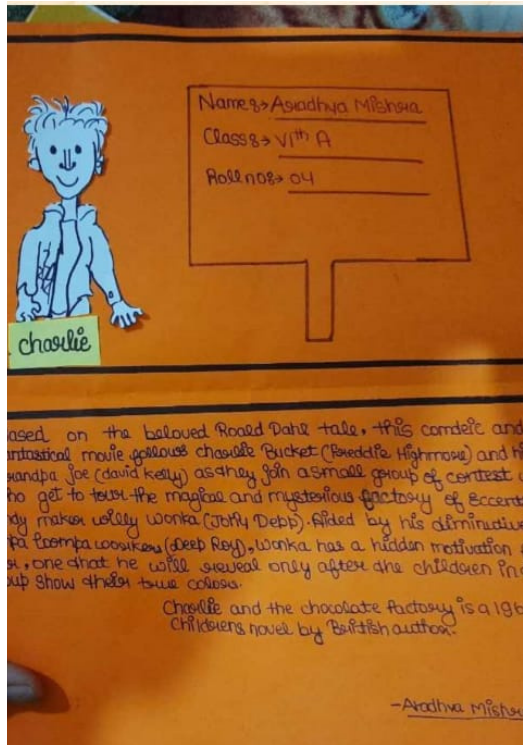 Name:→ Aradhya Mishra
Class:→ VIth A
Roll no:→ 04
charlie
ased on the beloved Roald Dahl tale, this comdeic and
ntastical movie follows charlie Bucket (Freddie Highmore) and h
randpa Joe (david kelly) as they join a small group of contest
ho get to tour the magical and mysterious factory of Eccent
dy maker willy wonka (Johy Depp). Aided by his diminutive
pa Loompa workers (Deep Roy), wonka has a hidden motivation
r, one that he will reveal only after the children in
oup show their true colors.
Charlie and the chocolate factory is a 196
childrens novel by British author.
-Aradhya Mishr